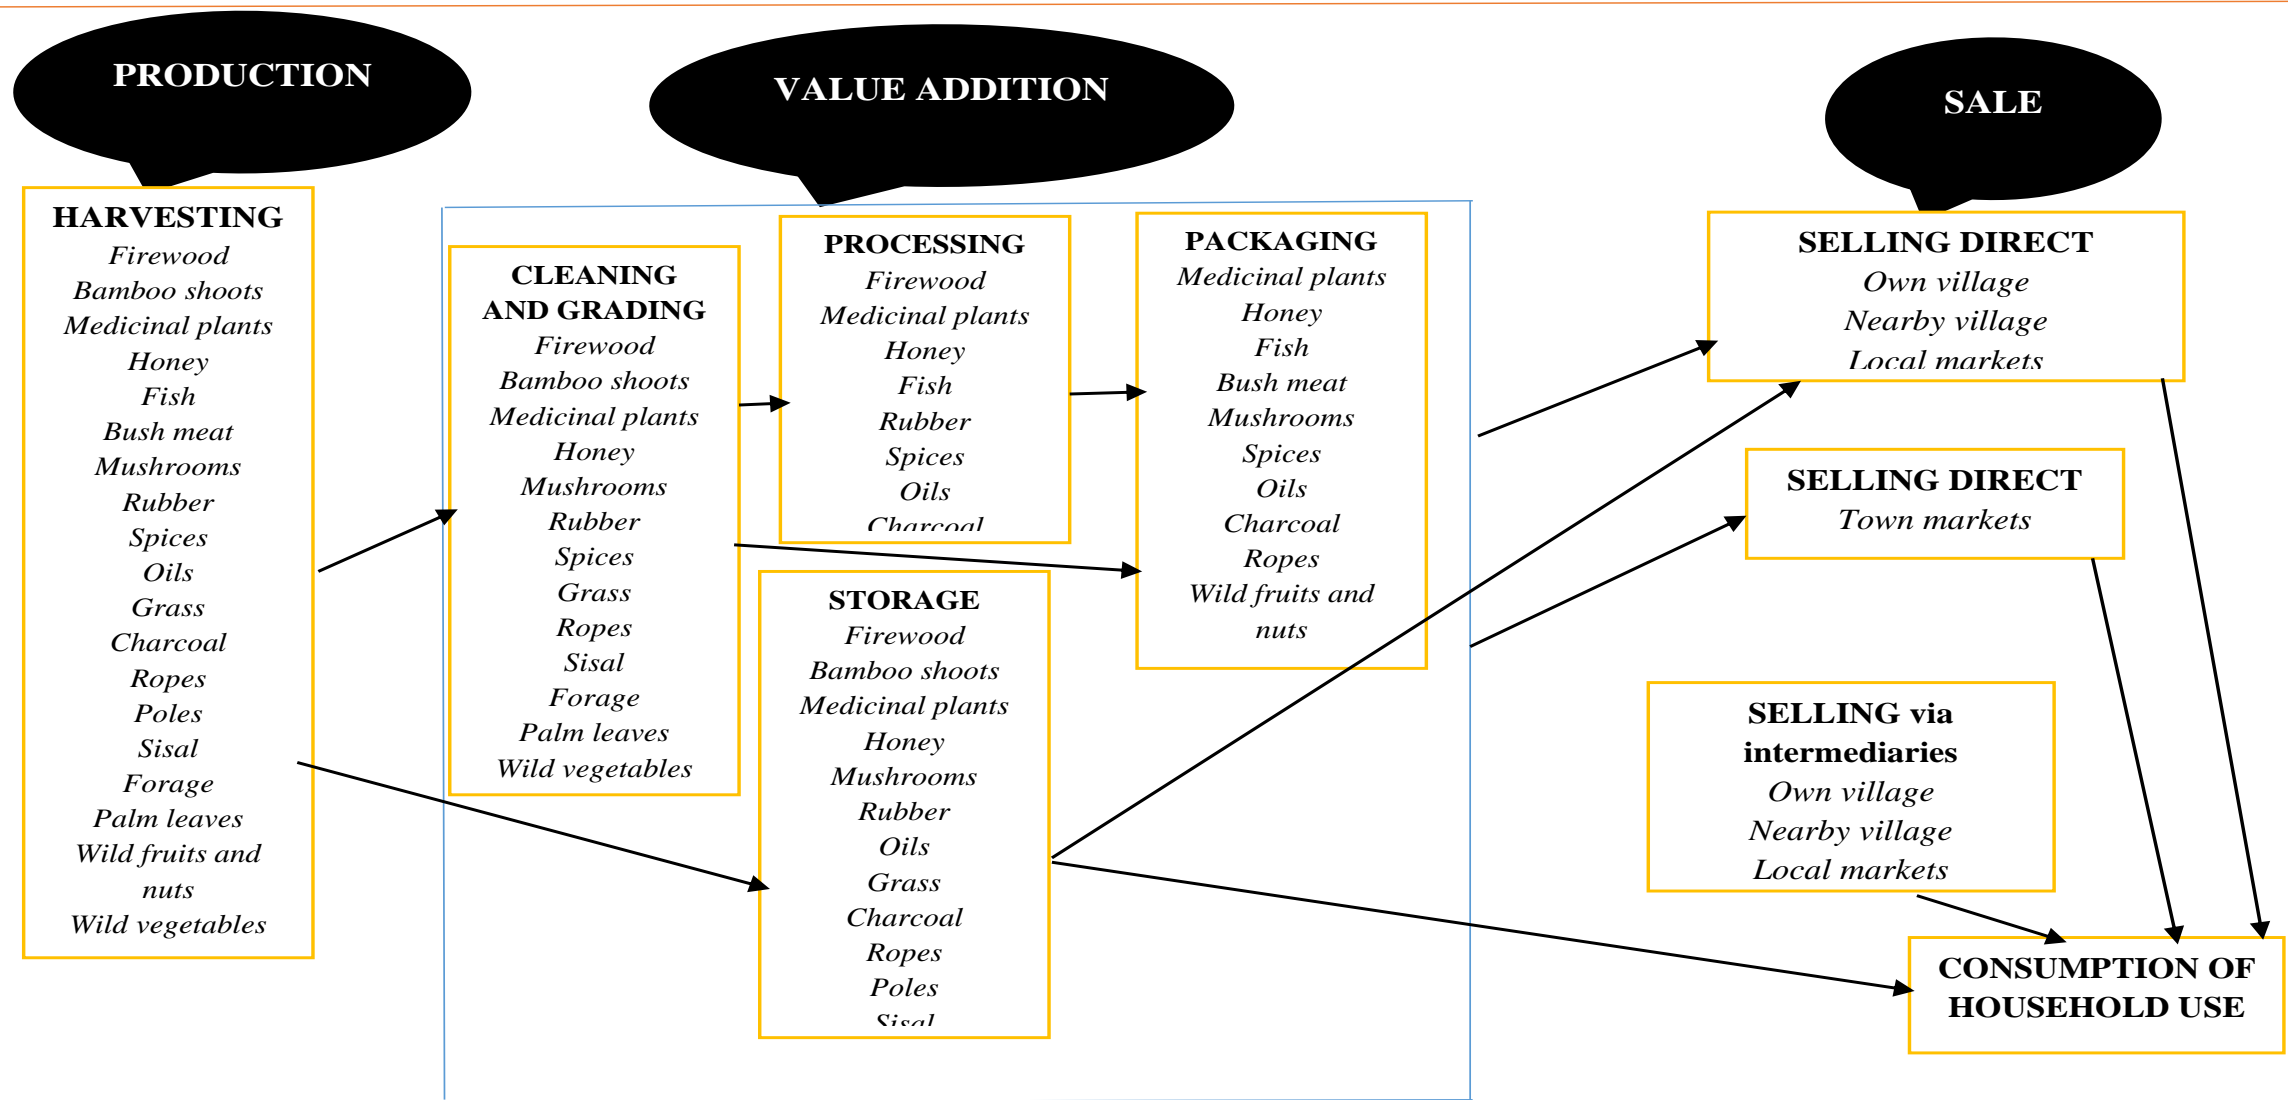 PRODUCTION
VALUE ADDITION
SALE
HARVESTING
Firewood
Bamboo shoots
Medicinal plants
Honey
Fish
Bush meat
Mushrooms
Rubber
Spices
Oils
Grass
Charcoal
Ropes
Poles
Sisal
Forage
Palm leaves
Wild fruits and
nuts
Wild vegetables
CLEANING
AND GRADING
Firewood
Bamboo shoots
Medicinal plants
Honey
Mushrooms
Rubber
Spices
Grass
Ropes
Sisal
Forage
Palm leaves
Wild vegetables
PROCESSING
Firewood
Medicinal plants
Honey
Fish
Rubber
Spices
Oils
Charcoal
STORAGE
Firewood
Bamboo shoots
Medicinal plants
Honey
Mushrooms
Rubber
Oils
Grass
Charcoal
Ropes
Poles
Sisal
PACKAGING
Medicinal plants
Honey
Fish
Bush meat
Mushrooms
Spices
Oils
Charcoal
Ropes
Wild fruits and
nuts
SELLING DIRECT
Own village
Nearby village
Local markets
SELLING DIRECT
Town markets
SELLING via
intermediaries
Own village
Nearby village
Local markets
CONSUMPTION OF
HOUSEHOLD USE